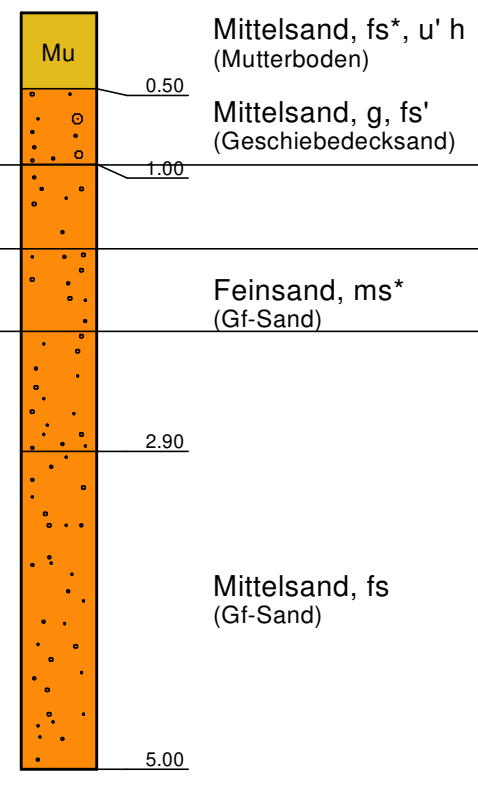 Mittelsand, fs*, u' h
(Mutterboden)
Mu
0.50
Mittelsand, g, fs'
(Geschiebedecksand)
1.00
Feinsand, ms*
(Gf-Sand)
2.90
Mittelsand, fs
(Gf-Sand)
5.00